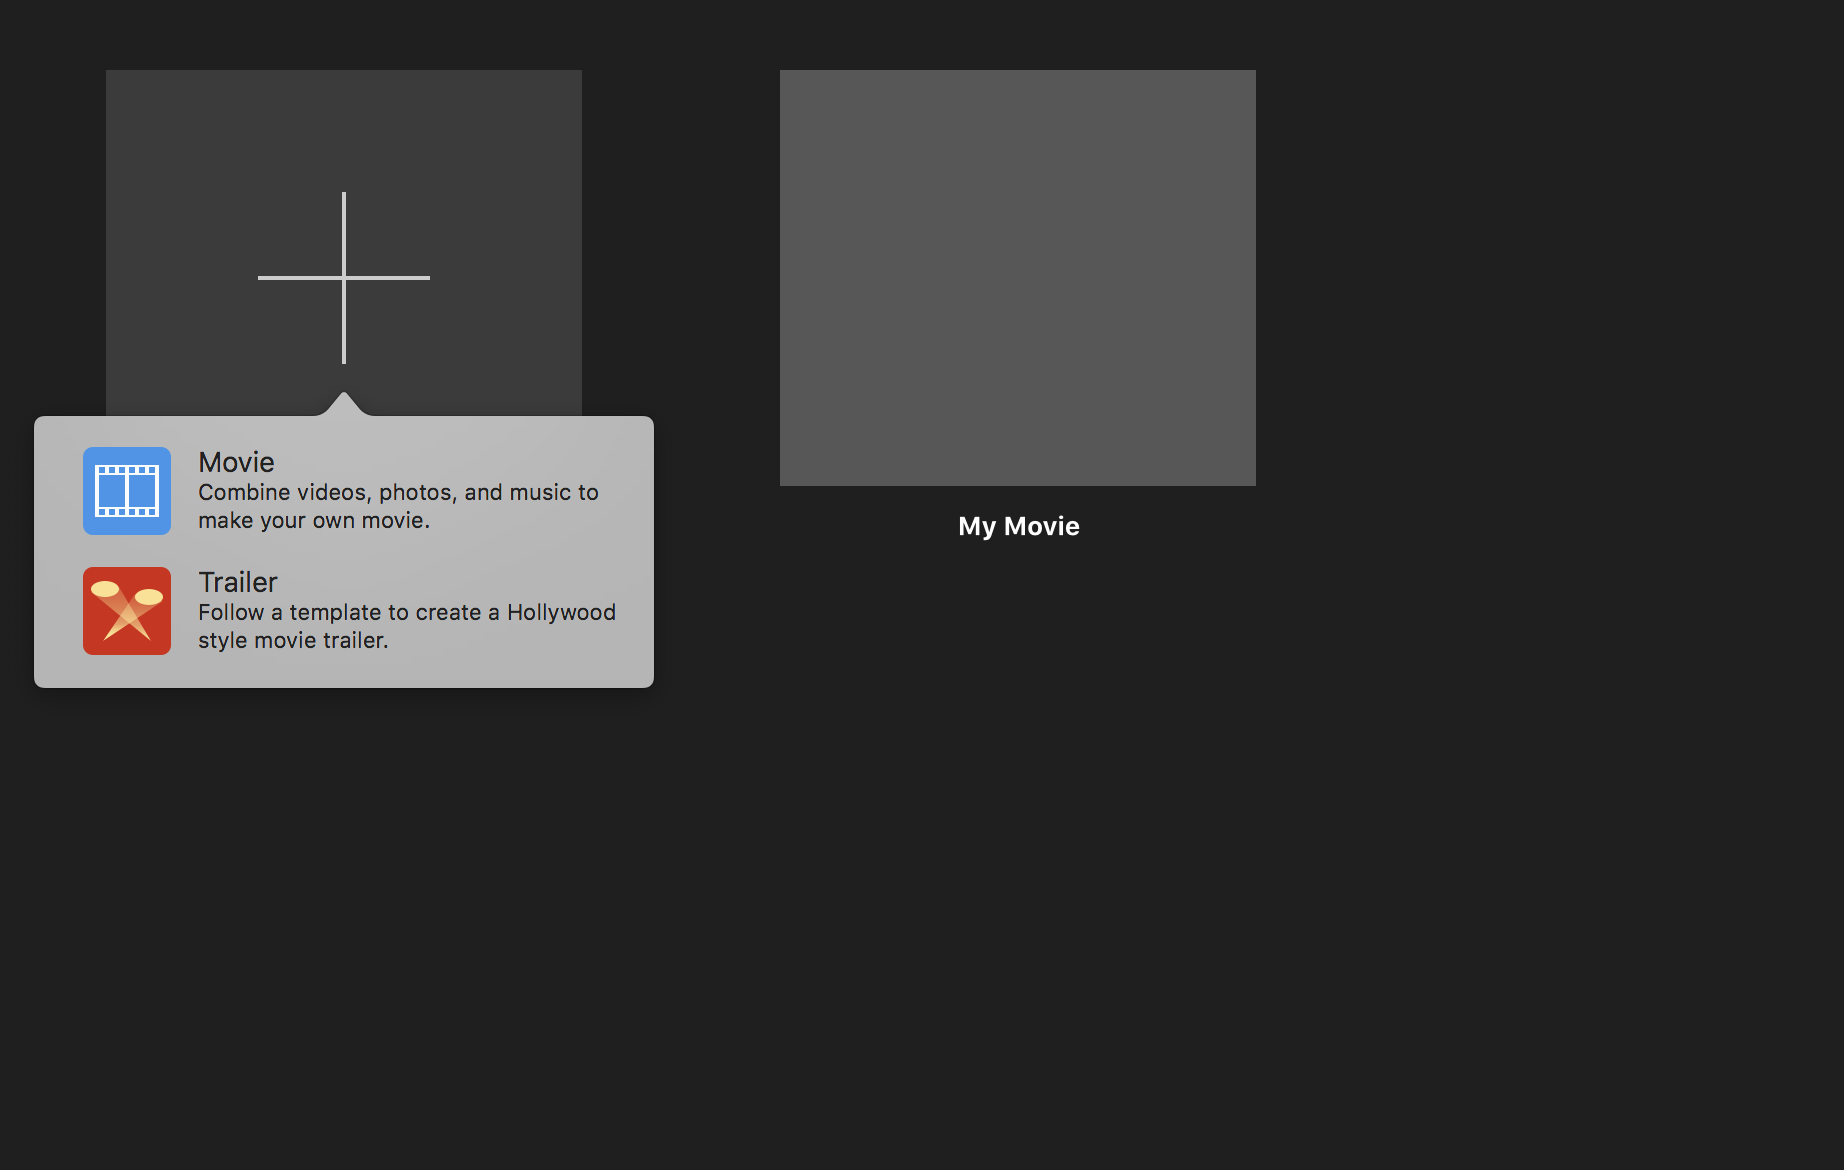 Movie
Combine videos, photos, and music to
make your own movie.
Trailer
Follow a template to create a Hollywood
style movie trailer.
My Movie